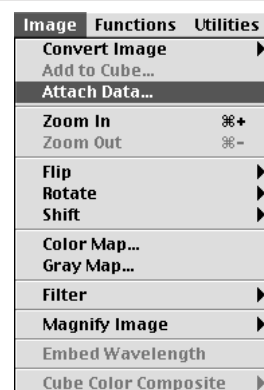 Image Functions Utilities
Convert Image
Add to Cube...
Attach Data...
Zoom In ⌘+
Zoom Out ⌘-
Flip
Rotate
Shift
Color Map...
Gray Map...
Filter
Magnify Image
Embed Wavelength
Cube Color Composite